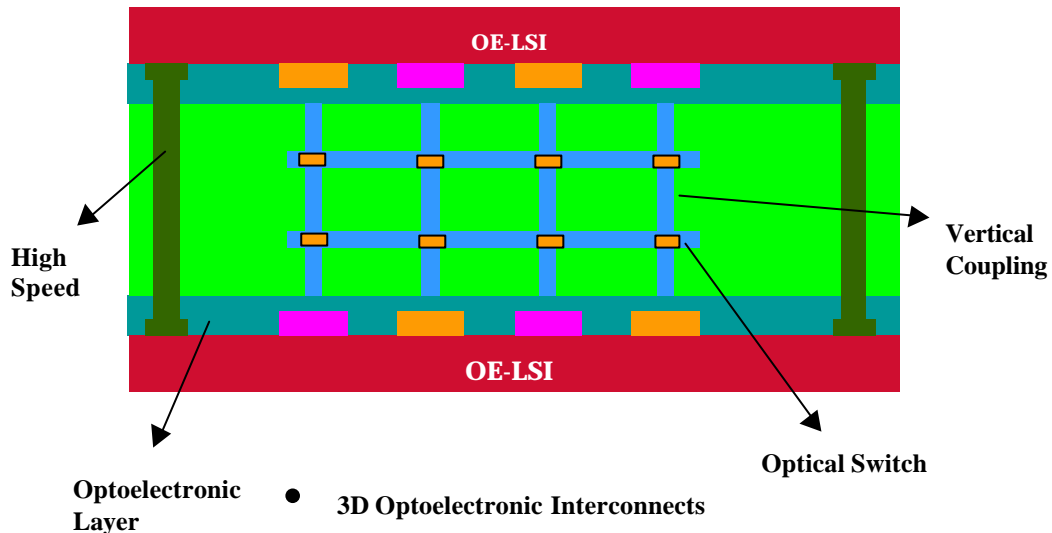 OE-LSI
High
Speed
Vertical
Coupling
OE-LSI
Optical Switch
Optoelectronic
Layer
● 3D Optoelectronic Interconnects